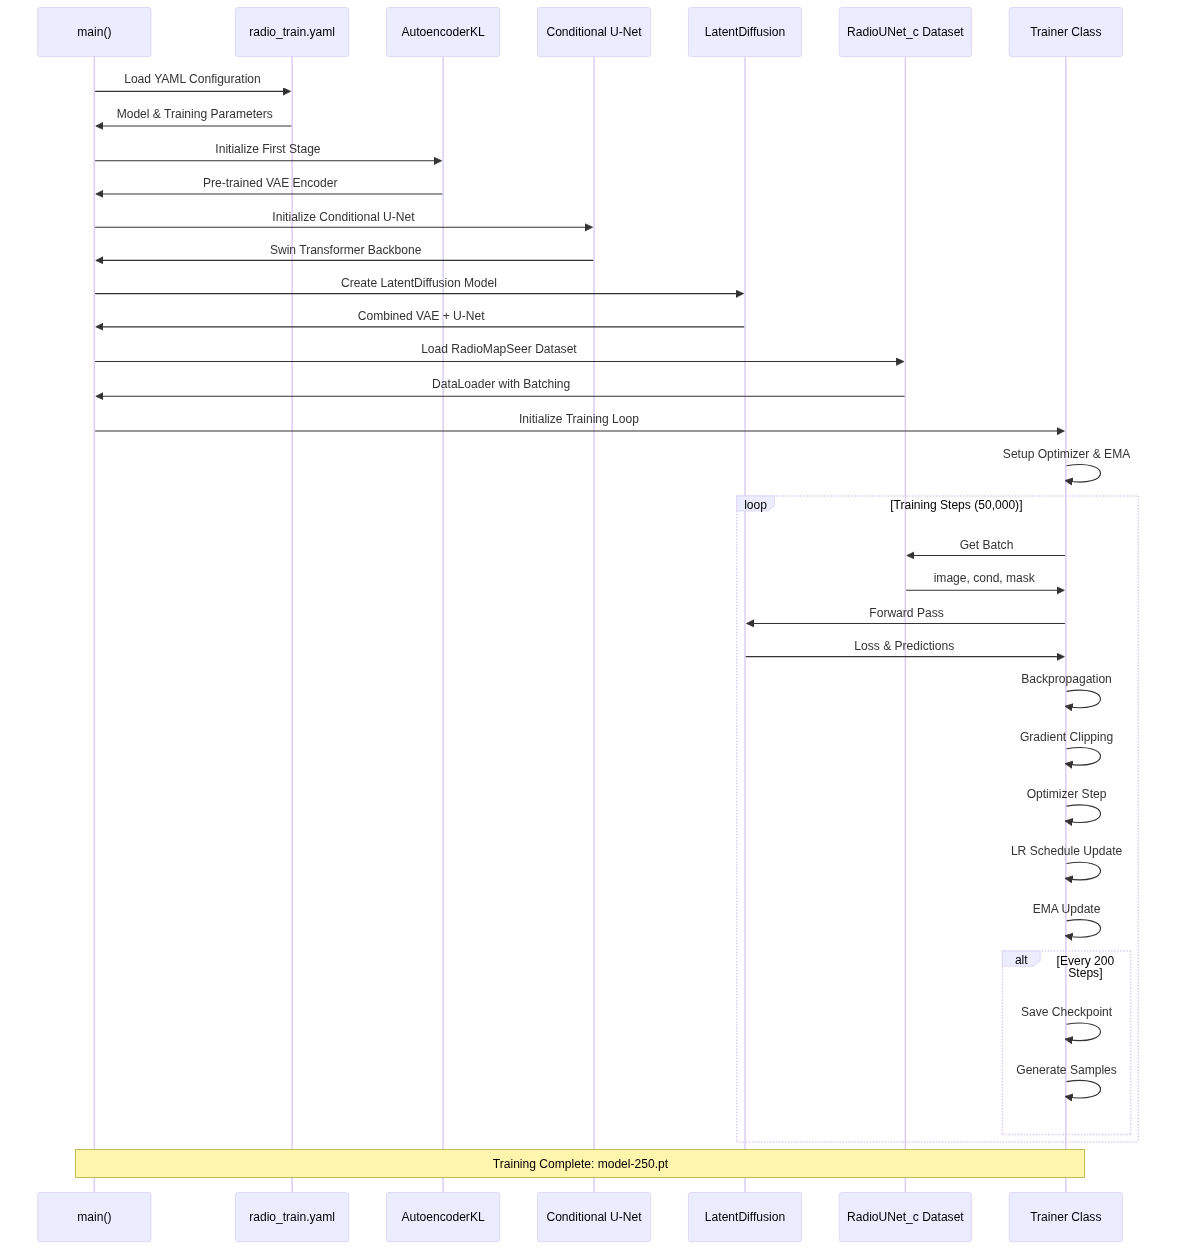 main()
radio_train.yaml
AutoencoderKL
Conditional U-Net
LatentDiffusion
RadioUNet_c Dataset
Trainer Class
Load YAML Configuration
Model & Training Parameters
Initialize First Stage
Pre-trained VAE Encoder
Initialize Conditional U-Net
Swin Transformer Backbone
Create LatentDiffusion Model
Combined VAE + U-Net
Load RadioMapSeer Dataset
DataLoader with Batching
Initialize Training Loop
Setup Optimizer & EMA
loop
[Training Steps (50,000)]
Get Batch
image, cond, mask
Forward Pass
Loss & Predictions
Backpropagation
Gradient Clipping
Optimizer Step
LR Schedule Update
EMA Update
alt
[Every 200
Steps]
Save Checkpoint
Generate Samples
Training Complete: model-250.pt
main()
radio_train.yaml
AutoencoderKL
Conditional U-Net
LatentDiffusion
RadioUNet_c Dataset
Trainer Class